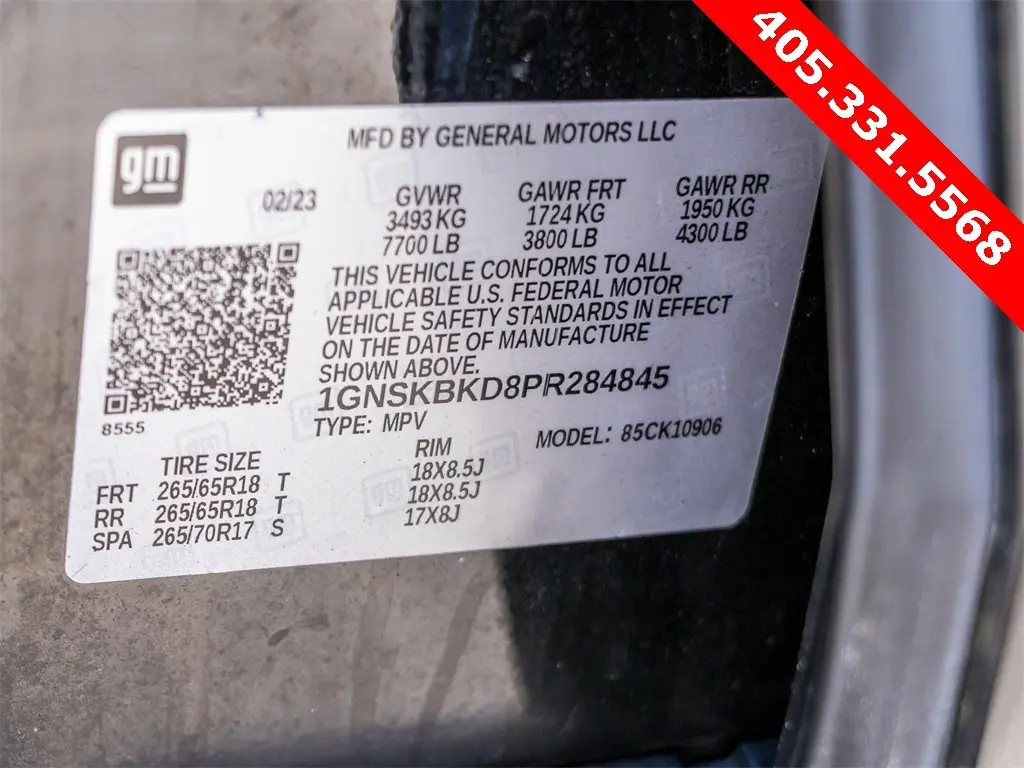 405.331.5568
gm
MFD BY GENERAL MOTORS LLC
02/23
GVWR
3493 KG
7700 LB
GAWR FRT
1724 KG
3800 LB
GAWR RR
1950 KG
4300 LB
THIS VEHICLE CONFORMS TO ALL
APPLICABLE U.S. FEDERAL MOTOR
VEHICLE SAFETY STANDARDS IN EFFECT
ON THE DATE OF MANUFACTURE
SHOWN ABOVE.
1GNSKBKD8PR284845
8555
TYPE: MPV
MODEL: 85CK10906
TIRE SIZE RIM
FRT 265/65R18 T 18X8.5J
RR 265/65R18 T 18X8.5J
SPA 265/70R17 S 17X8J